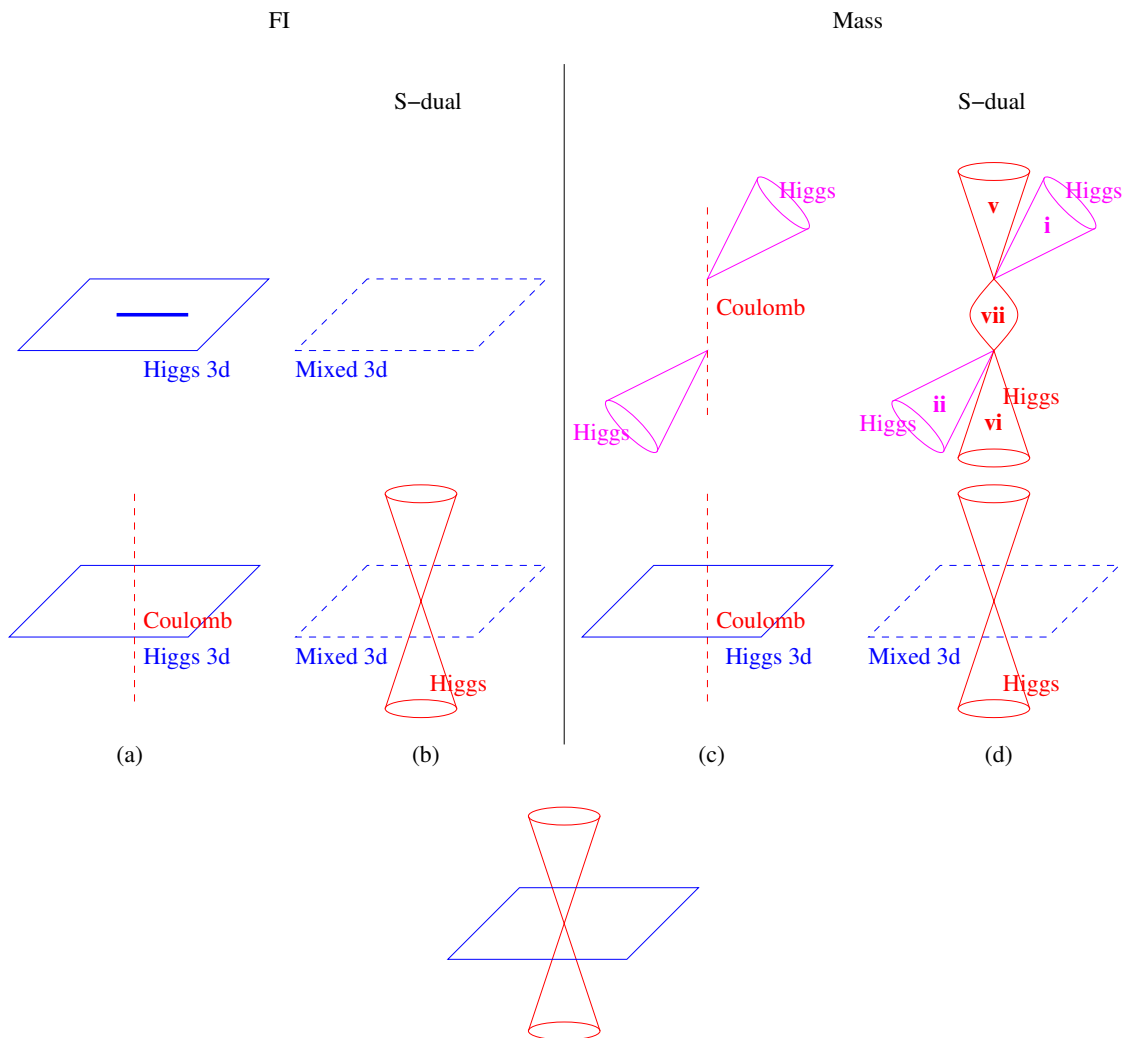 FI
Mass
S−dual
S−dual
Higgs
v
Higgs
i
Coulomb
vii
Higgs 3d
Mixed 3d
Higgs
Higgs
ii
Higgs
vi
Coulomb
Higgs 3d
Mixed 3d
Higgs
Coulomb
Higgs 3d
Mixed 3d
Higgs
(a)
(b)
(c)
(d)